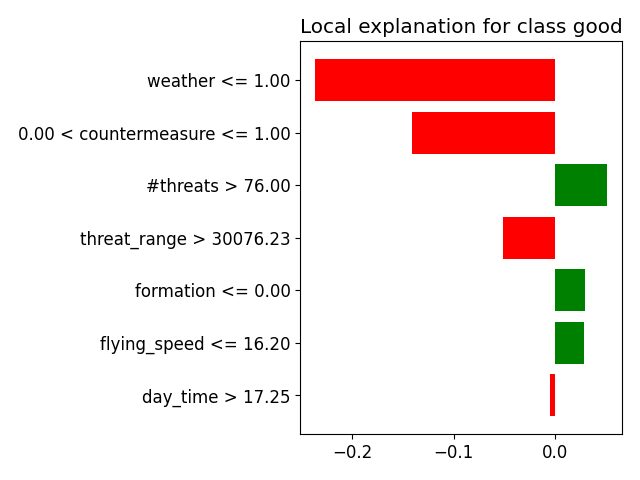 Local explanation for class good
weather <= 1.00
0.00 < countermeasure <= 1.00
#threats > 76.00
threat_range > 30076.23
formation <= 0.00
flying_speed <= 16.20
day_time > 17.25
−0.2 −0.1 0.0